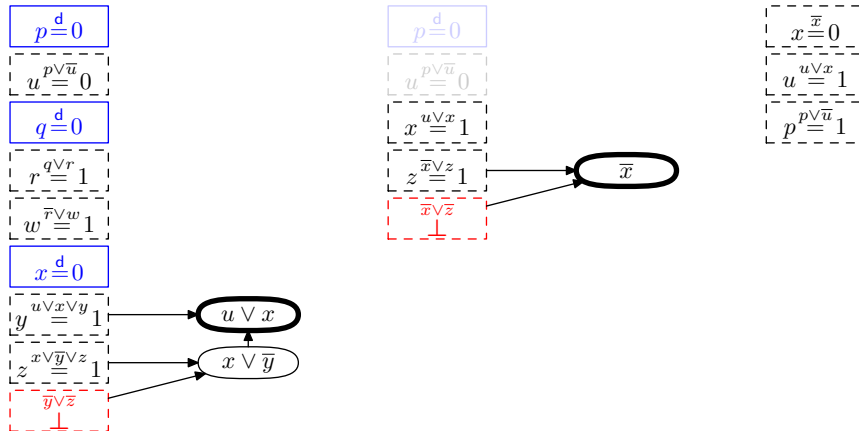 p =^d 0
u =^{p∨u̅} 0
q =^d 0
r =^{q∨r} 1
w =^{r̅∨w} 1
x =^d 0
y =^{u∨x∨y} 1
u ∨ x
z =^{x∨y̅∨z} 1
x ∨ y̅
y̅∨z̅
⊥
p =^d 0
u =^{p∨u̅} 0
x =^{u∨x} 1
z =^{x̅∨z} 1
x̅
x̅∨z̅
⊥
x =^{x̅} 0
u =^{u∨x} 1
p =^{p∨u̅} 1